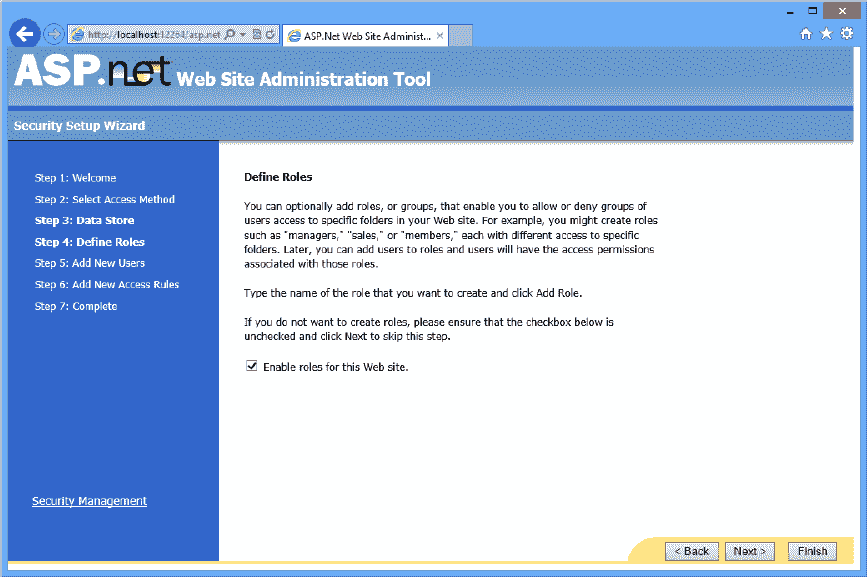 http://localhost:12264/asp.net
ASP.Net Web Site Administ...
ASP.net Web Site Administration Tool
Security Setup Wizard
Step 1: Welcome
Step 2: Select Access Method
Step 3: Data Store
Step 4: Define Roles
Step 5: Add New Users
Step 6: Add New Access Rules
Step 7: Complete
Security Management
Define Roles
You can optionally add roles, or groups, that enable you to allow or deny groups of
users access to specific folders in your Web site. For example, you might create roles
such as "managers," "sales," or "members," each with different access to specific
folders. Later, you can add users to roles and users will have the access permissions
associated with those roles.
Type the name of the role that you want to create and click Add Role.
If you do not want to create roles, please ensure that the checkbox below is
unchecked and click Next to skip this step.
Enable roles for this Web site.
< Back
Next >
Finish